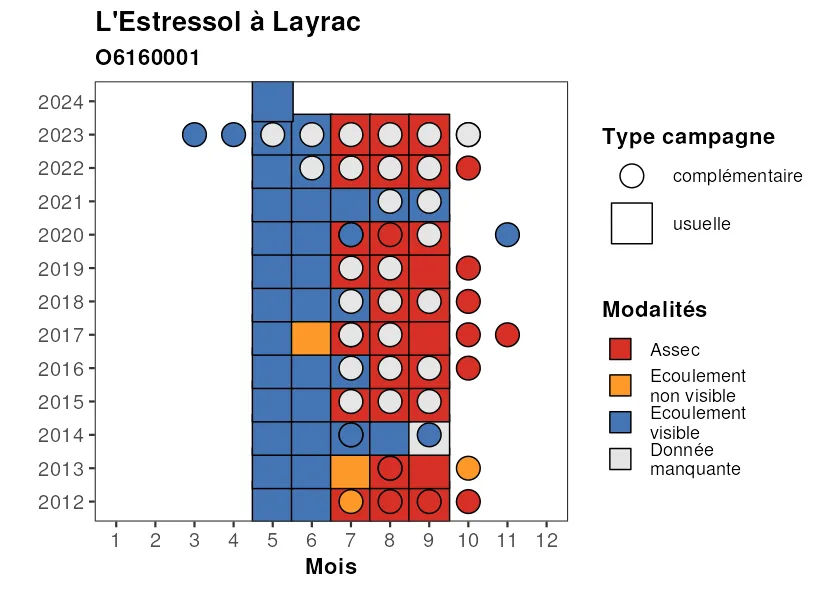 L'Estressol à Layrac
O6160001
2024
2023
2022
2021
2020
2019
2018
2017
2016
2015
2014
2013
2012
1 2 3 4 5 6 7 8 9 10 11 12
Mois
Type campagne
complémentaire
usuelle
Modalités
Assec
Ecoulement
non visible
Ecoulement
visible
Donnée
manquante